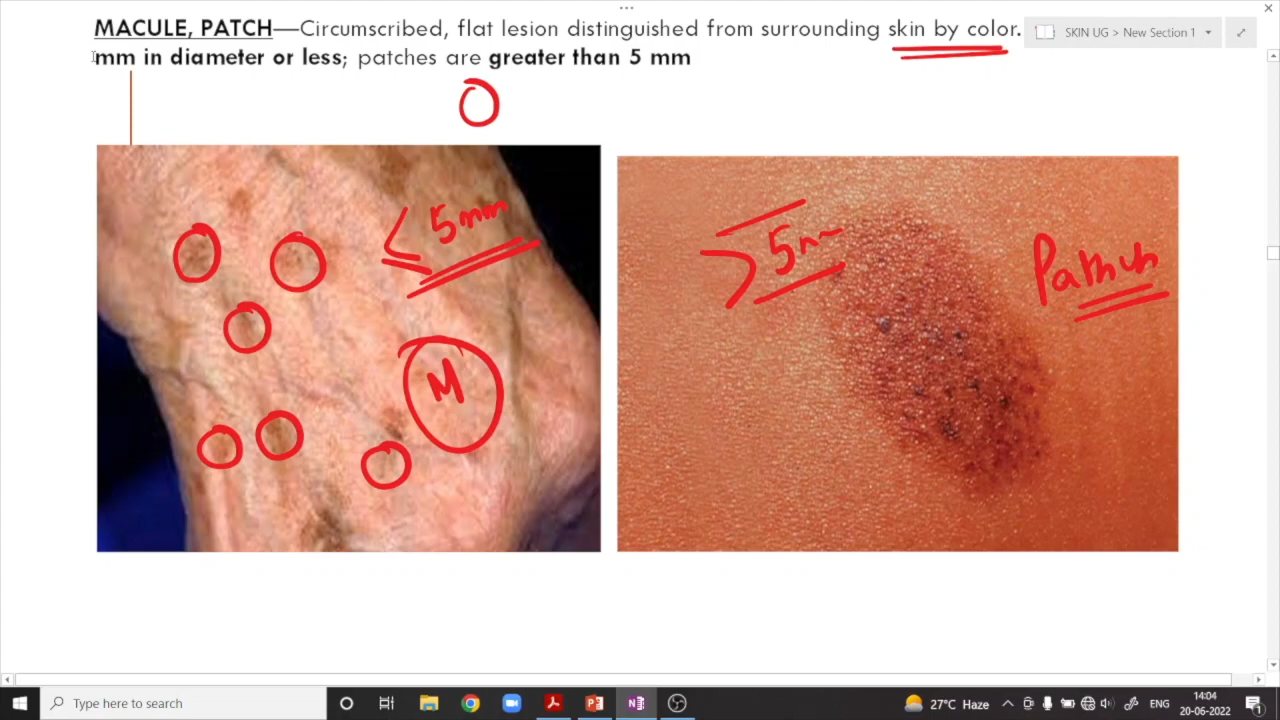 MACULE, PATCH—Circumscribed, flat lesion distinguished from surrounding skin by color.
mm in diameter or less; patches are greater than 5 mm
SKIN UG > New Section 1
≤ 5mm
M
> 5m
Patch
Type here to search
27°C Haze
ENG
14:04
20-06-2022
1